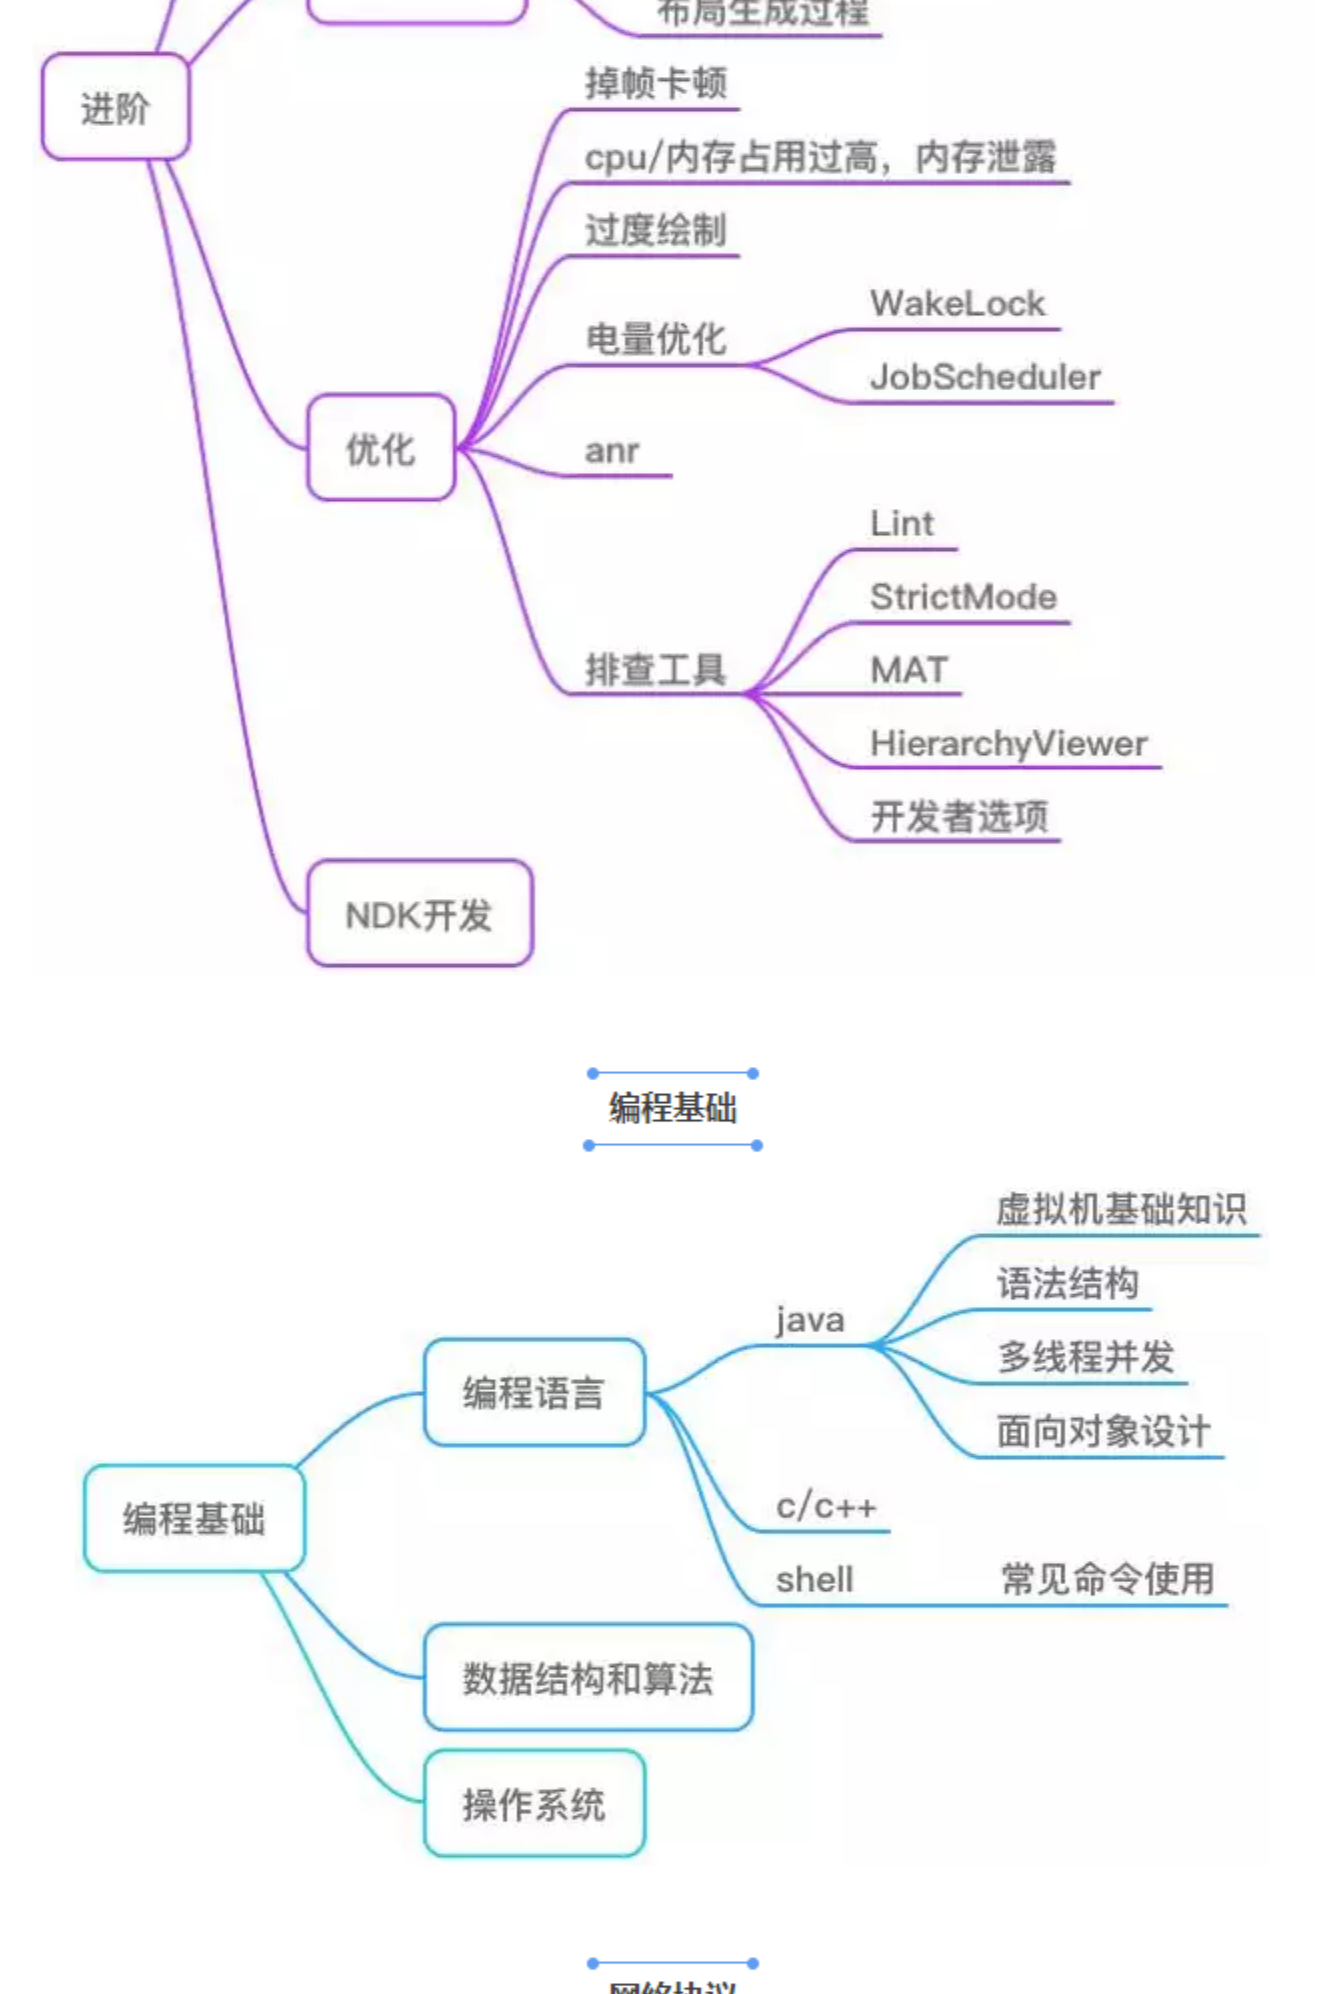 布局生成过程
进阶
掉帧卡顿
cpu/内存占用过高，内存泄露
过度绘制
电量优化
WakeLock
JobScheduler
优化
anr
排查工具
Lint
StrictMode
MAT
HierarchyViewer
开发者选项
NDK开发
编程基础
编程基础
编程语言
java
虚拟机基础知识
语法结构
多线程并发
面向对象设计
c/c++
shell
常见命令使用
数据结构和算法
操作系统
网络协议